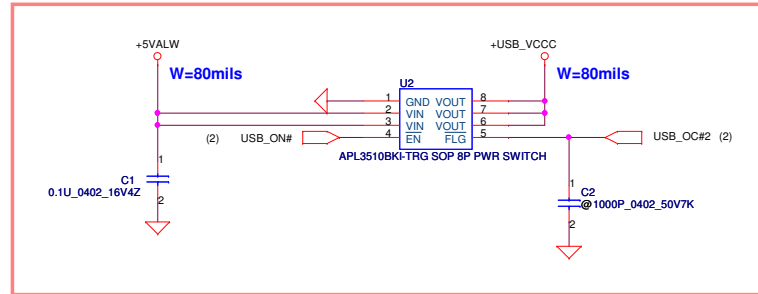 +5VALW
+USB_VCCC
W=80mils
W=80mils
U2
1 GND VOUT 8
2 VIN VOUT 7
3 VIN VOUT 6
4 EN FLG 5
(2) USB_ON#
USB_OC#2 (2)
APL3510BKI-TRG SOP 8P PWR SWITCH
1
C1
0.1U_0402_16V4Z
2
1
C2
@1000P_0402_50V7K
2